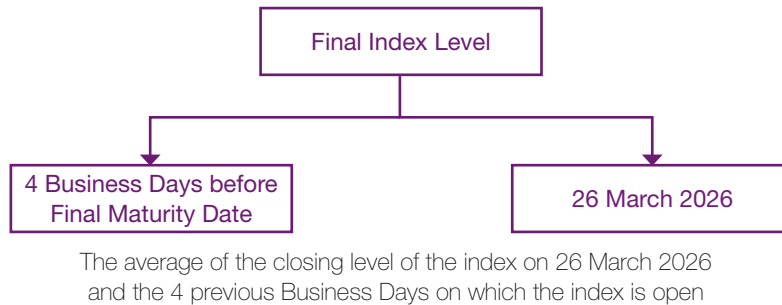 Final Index Level
4 Business Days before
Final Maturity Date
26 March 2026
The average of the closing level of the index on 26 March 2026
and the 4 previous Business Days on which the index is open